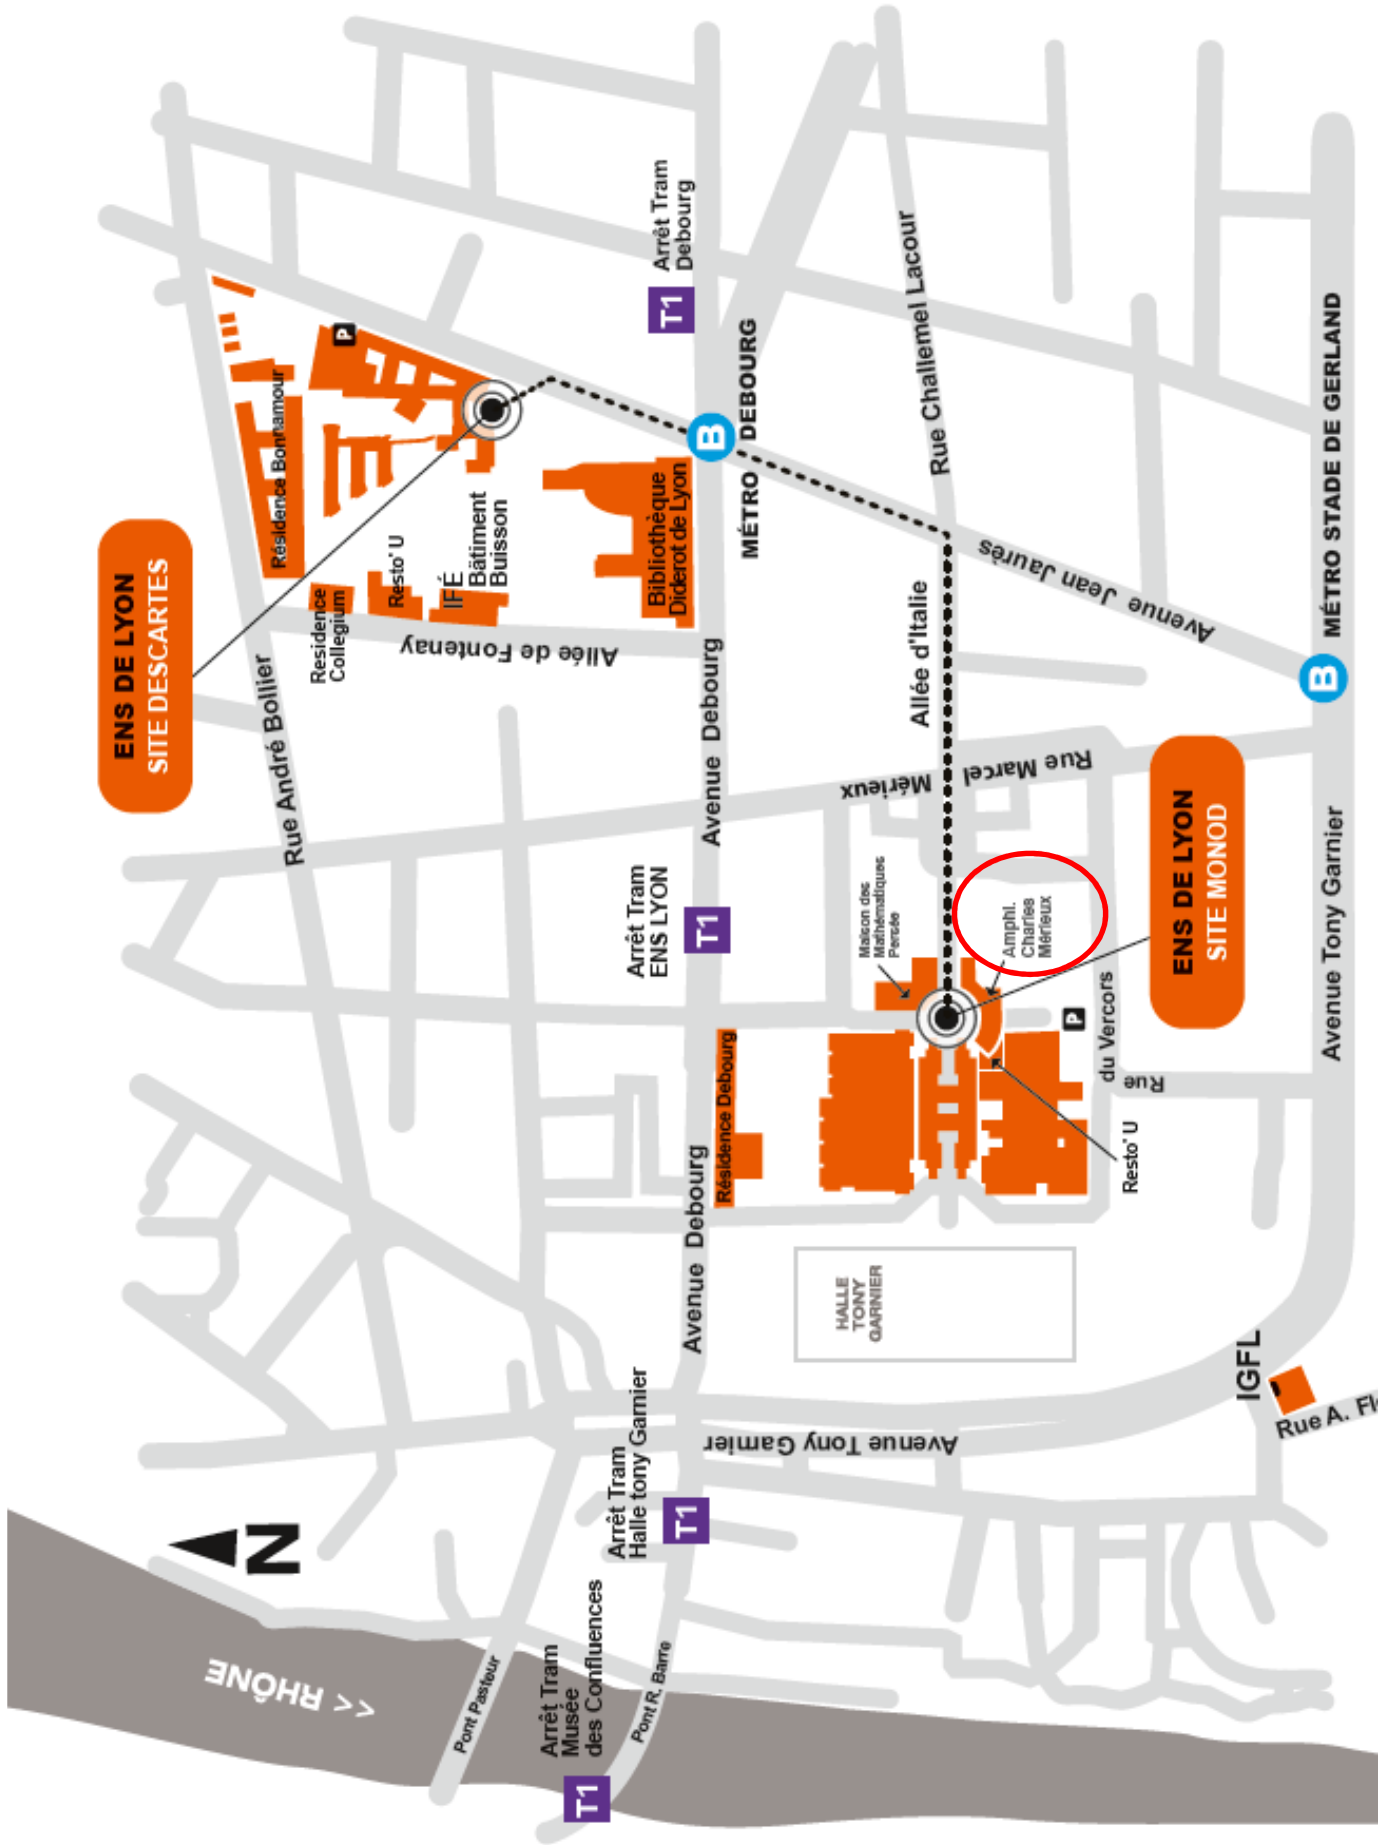 ENS DE LYON
SITE DESCARTES
Résidence Bonnamour
P
Residence
Collegium
Resto' U
IFÉ
Bâtiment
Buisson
Bibliothèque
Diderot de Lyon
Allée de Fontenay
Rue André Bollier
Arrêt Tram
Debourg
T1
B
MÉTRO DEBOURG
Rue Challemel Lacour
Avenue Jean Jaurès
Allée d'Italie
MÉTRO STADE DE GERLAND
B
Avenue Debourg
Rue Marcel Mérieux
Arrêt Tram
ENS LYON
T1
Maison des
Mathématiques
Persée
Amphi.
Charles
Mérieux
ENS DE LYON
SITE MONOD
P
Rue du Vercors
Resto' U
Avenue Tony Garnier
Résidence Debourg
Avenue Debourg
HALLE
TONY
GARNIER
IGFL
Rue A.
Avenue Tony Garnier
Arrêt Tram
Halle tony Garnier
T1
N
<< RHÔNE
Pont Pasteur
Pont R. Barre
Arrêt Tram
Musée
des Confluences
T1